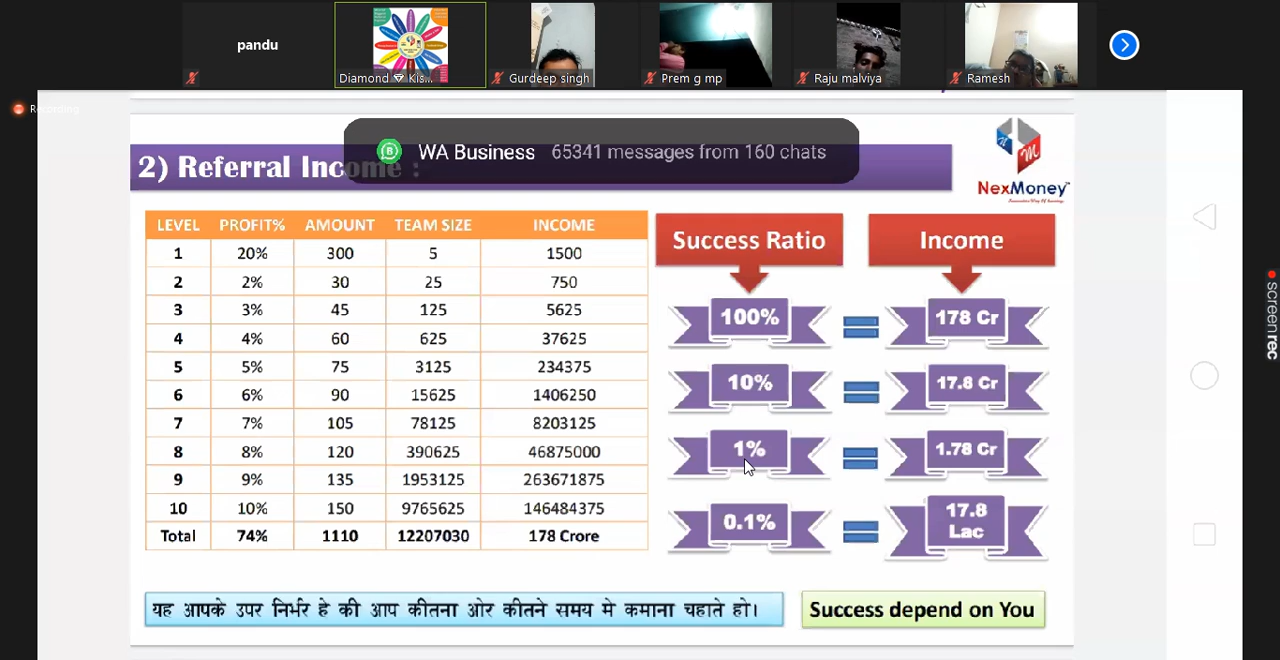 pandu
Diamond Kis...
Gurdeep singh
Prem g mp
Raju malviya
Ramesh
Recording
WA Business 65341 messages from 160 chats
2) Referral Income :
NexMoney
LEVEL PROFIT% AMOUNT TEAM SIZE INCOME
1 20% 300 5 1500
2 2% 30 25 750
3 3% 45 125 5625
4 4% 60 625 37625
5 5% 75 3125 234375
6 6% 90 15625 1406250
7 7% 105 78125 8203125
8 8% 120 390625 46875000
9 9% 135 1953125 263671875
10 10% 150 9765625 146484375
Total 74% 1110 12207030 178 Crore
Success Ratio Income
100% = 178 Cr
10% = 17.8 Cr
1% = 1.78 Cr
0.1% = 17.8 Lac
यह आपके उपर निर्भर हे की आप कीतना ओर कीतने समय मे कमाना चहाते हो।
Success depend on You
screenrec